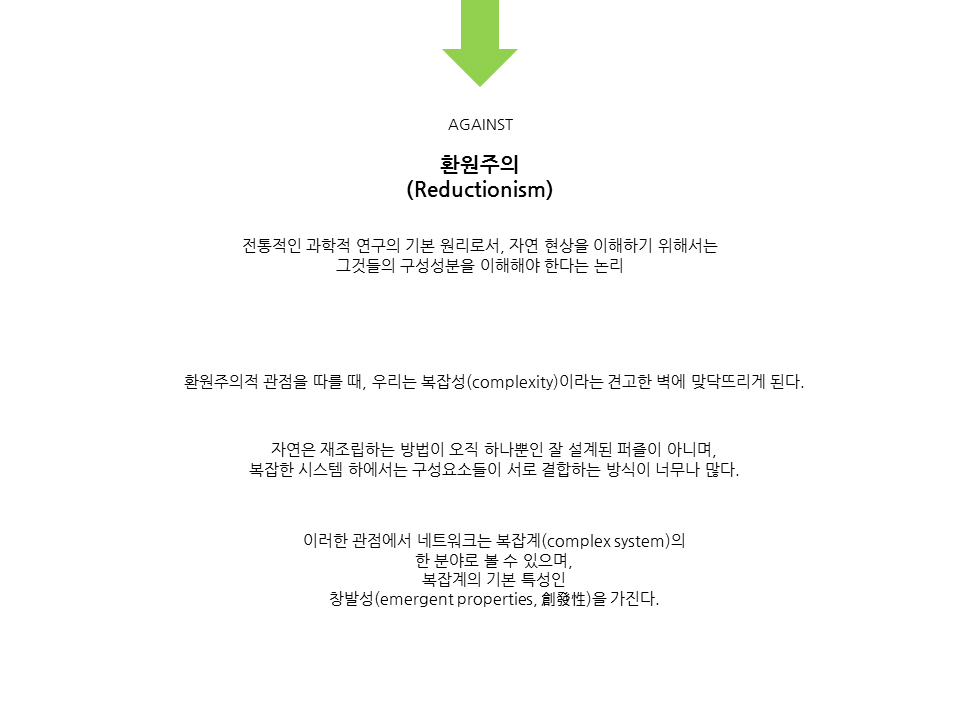 AGAINST
환원주의
(Reductionism)
전통적인 과학적 연구의 기본 원리로서, 자연 현상을 이해하기 위해서는
그것들의 구성성분을 이해해야 한다는 논리
환원주의적 관점을 따를 때, 우리는 복잡성(complexity)이라는 견고한 벽에 맞닥뜨리게 된다.
자연은 재조립하는 방법이 오직 하나뿐인 잘 설계된 퍼즐이 아니며,
복잡한 시스템 하에서는 구성요소들이 서로 결합하는 방식이 너무나 많다.
이러한 관점에서 네트워크는 복잡계(complex system)의
한 분야로 볼 수 있으며,
복잡계의 기본 특성인
창발성(emergent properties, 創發性)을 가진다.